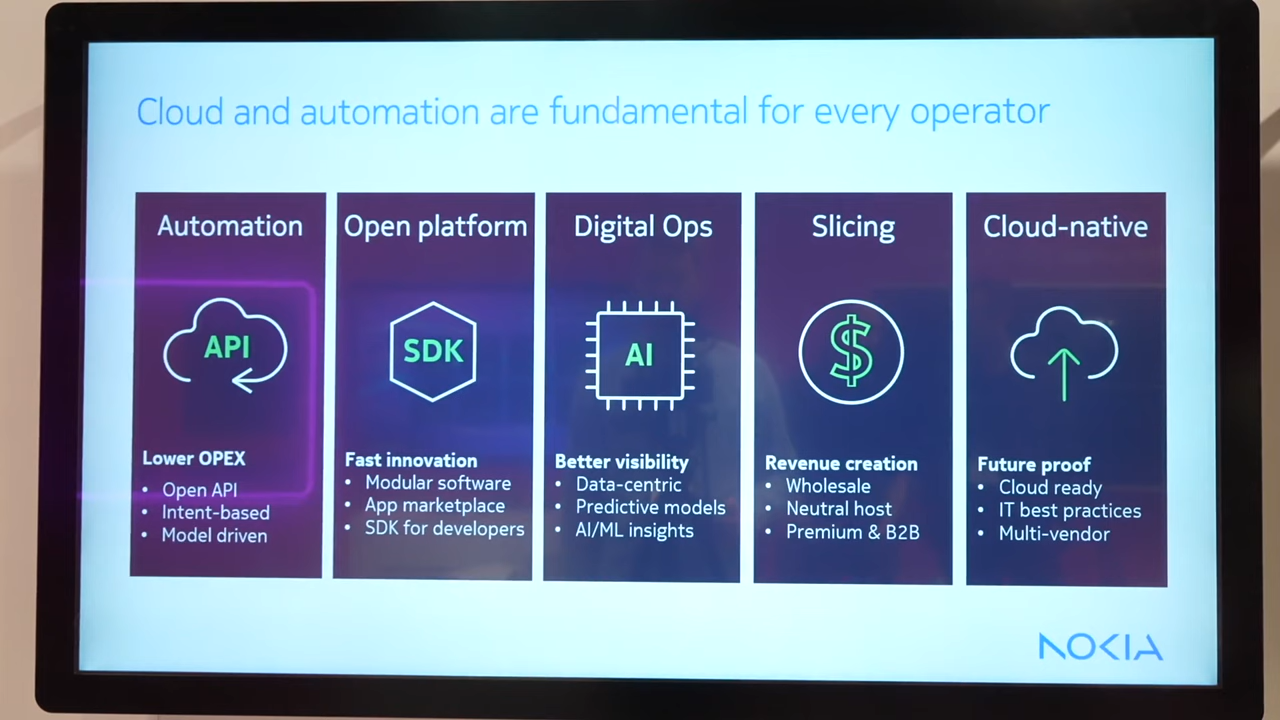 Cloud and automation are fundamental for every operator
Automation
API
Lower OPEX
• Open API
• Intent-based
• Model driven
Open platform
SDK
Fast innovation
• Modular software
• App marketplace
• SDK for developers
Digital Ops
AI
Better visibility
• Data-centric
• Predictive models
• AI/ML insights
Slicing
$
Revenue creation
• Wholesale
• Neutral host
• Premium & B2B
Cloud-native
Future proof
• Cloud ready
• IT best practices
• Multi-vendor
NOKIA